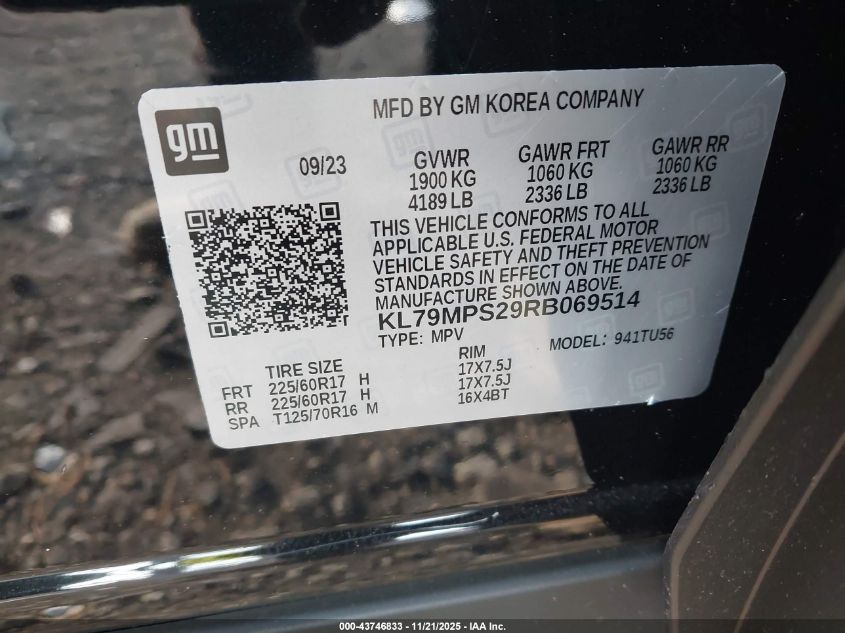 gm
MFD BY GM KOREA COMPANY
09/23
GVWR
1900 KG
4189 LB
GAWR FRT
1060 KG
2336 LB
GAWR RR
1060 KG
2336 LB
THIS VEHICLE CONFORMS TO ALL
APPLICABLE U.S. FEDERAL MOTOR
VEHICLE SAFETY AND THEFT PREVENTION
STANDARDS IN EFFECT ON THE DATE OF
MANUFACTURE SHOWN ABOVE.
KL79MPS29RB069514
TYPE: MPV
MODEL: 941TU56
TIRE SIZE RIM
FRT 225/60R17 H 17X7.5J
RR 225/60R17 H 17X7.5J
SPA T125/70R16 M 16X4BT
000-43746833 - 11/21/2025 - IAA Inc.